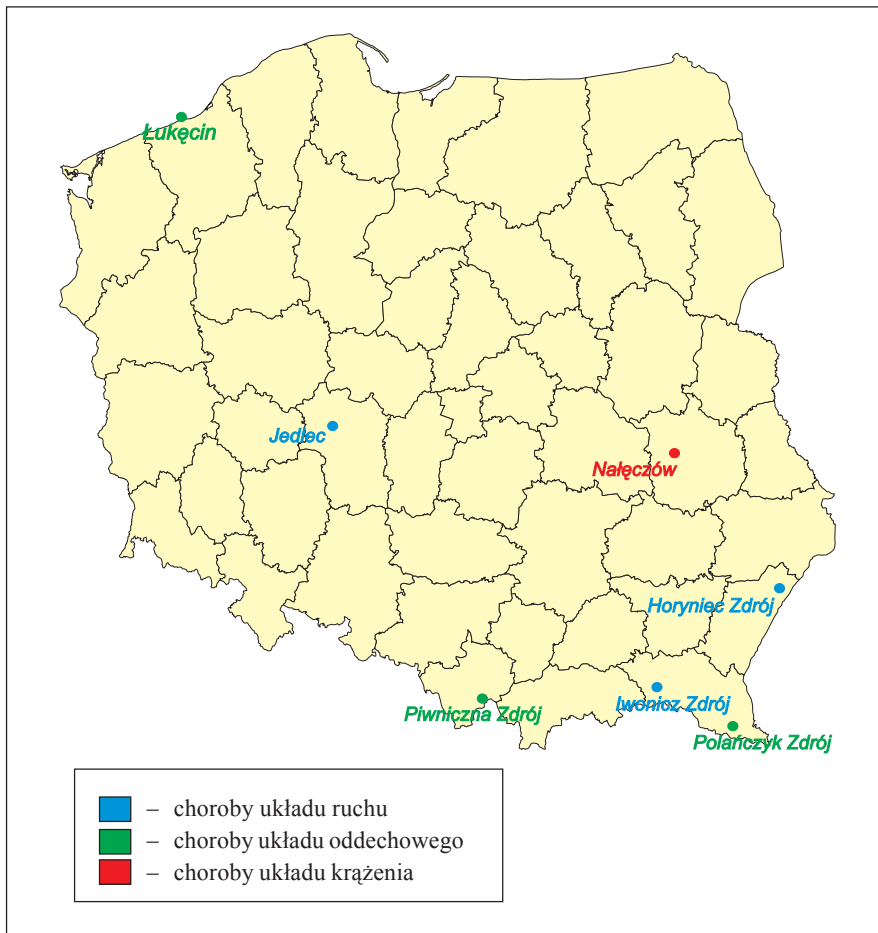 Łukęcin
Jedlec
Nałęczów
Horyniec Zdrój
Iwonicz Zdrój
Piwniczna Zdrój
Polańczyk Zdrój
– choroby układu ruchu
– choroby układu oddechowego
– choroby układu krążenia